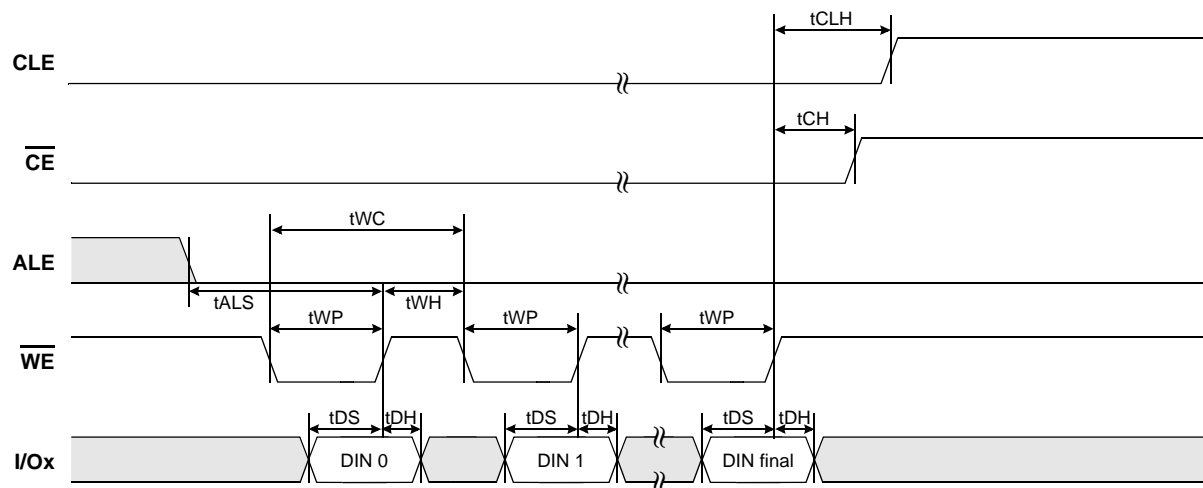 tCLH
CLE
tCH
CE
tWC
ALE
tALS
tWH
tWP
tWP
tWP
WE
tDS
tDH
tDS
tDH
tDS
tDH
I/Ox
DIN 0
DIN 1
DIN final